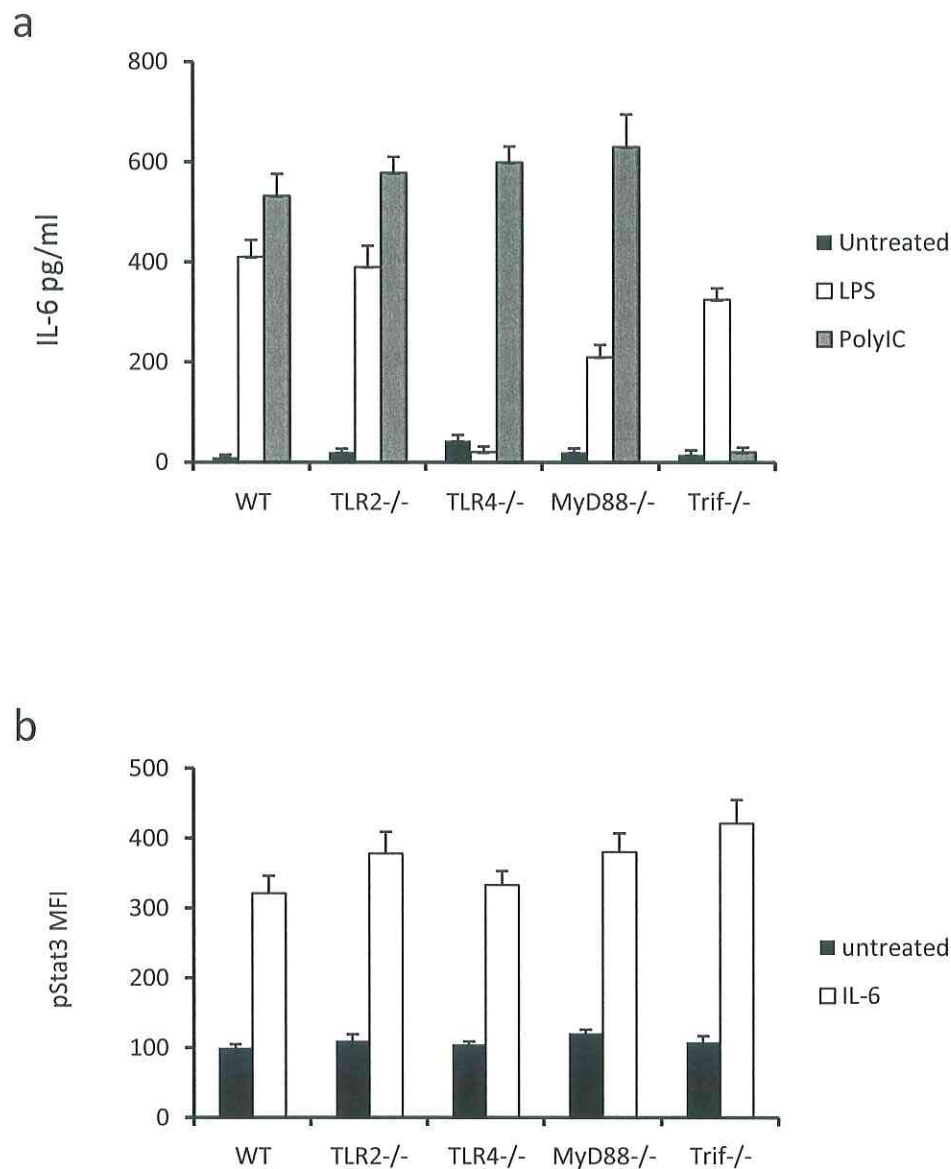 a
800
600
400
200
0
IL-6 pg/ml
WT TLR2-/- TLR4-/- MyD88-/- Trif-/-
Untreated
LPS
PolyIC
b
500
400
300
200
100
0
pStat3 MFI
WT TLR2-/- TLR4-/- MyD88-/- Trif-/-
untreated
IL-6